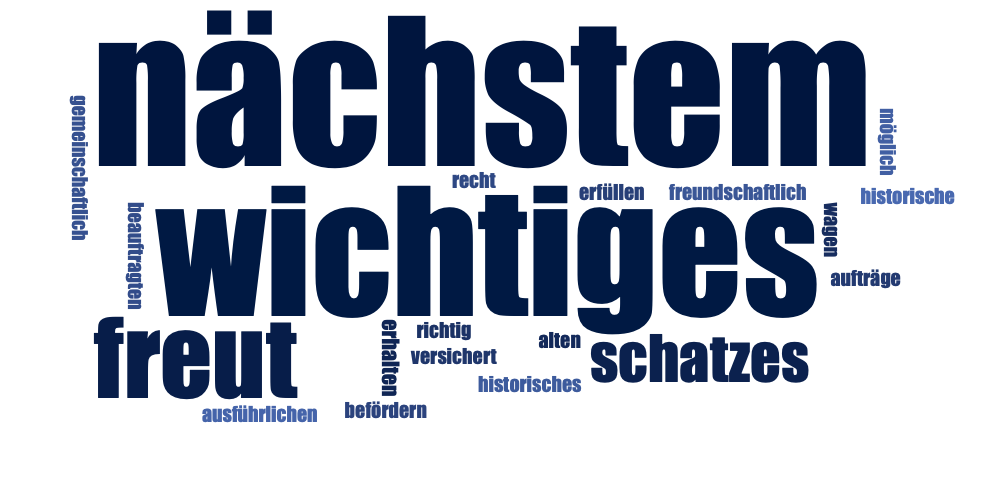 nächstem
gemeinschaftlich
möglich
recht
erfüllen
freundschaftlich
historische
beauftragten
wichtiges
wagen
aufträge
freut
erhalten
richtig
versichert
alten
schatzes
historisches
ausführlichen
befördern